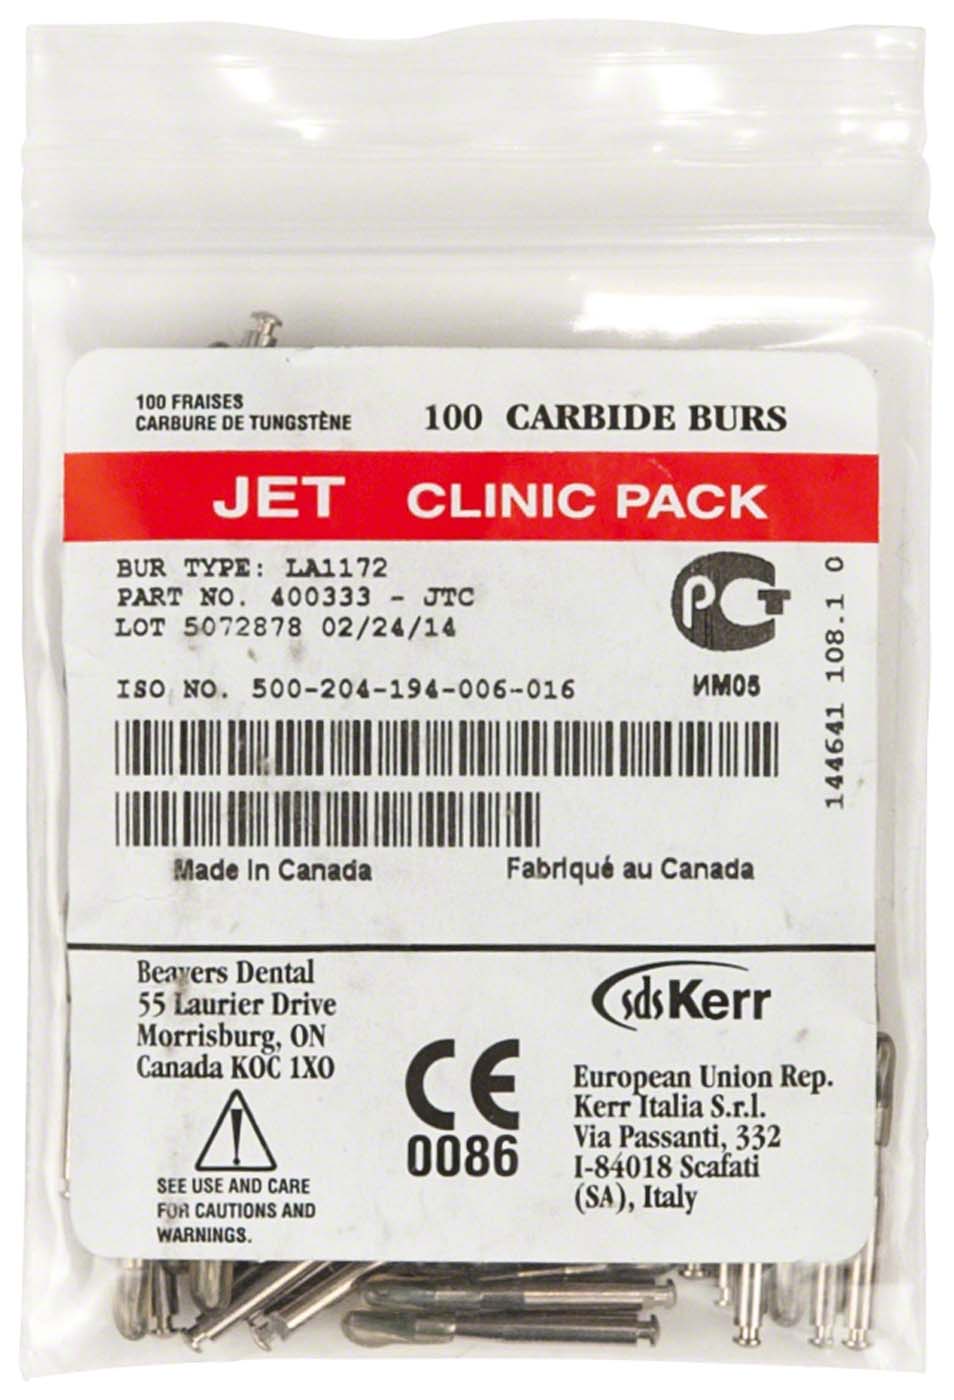 100 FRAISES
CARBURE DE TUNGSTÈNE
100 CARBIDE BURS
JET CLINIC PACK
BUR TYPE: LA1172
PART NO. 400333 - JTC
LOT 5072878 02/24/14
ISO NO. 500-204-194-006-016
РСТ
ИМ05
144641 108.1 0
Made in Canada
Fabriqué au Canada
Beavers Dental
55 Laurier Drive
Morrisburg, ON
Canada KOC 1XO
SEE USE AND CARE
FOR CAUTIONS AND
WARNINGS.
CE
0086
sdsKerr
European Union Rep.
Kerr Italia S.r.l.
Via Passanti, 332
I-84018 Scafati
(SA), Italy